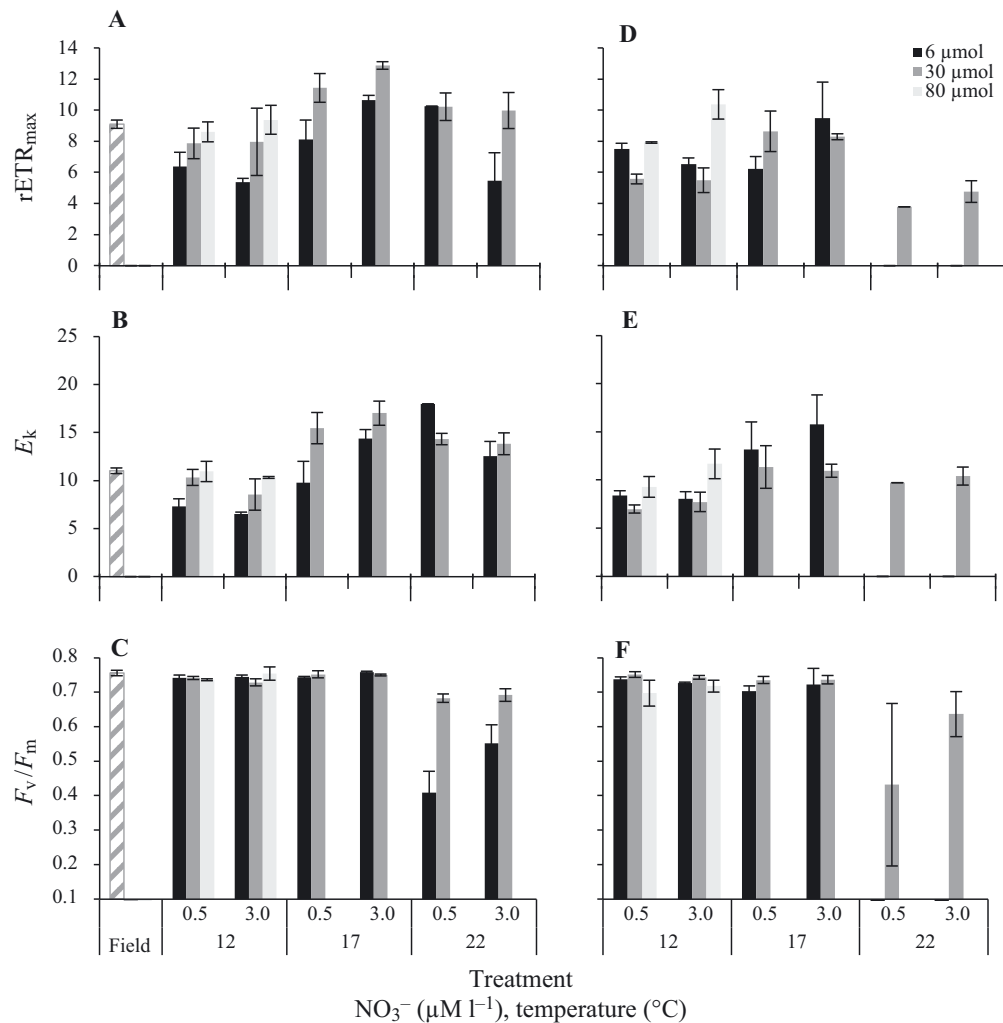 A
D
14
12
10
8
6
4
2
0
rETRmax
6 µmol
30 µmol
80 µmol
B
E
25
20
15
10
5
0
Ek
C
F
0.8
0.7
0.6
0.5
0.4
0.3
0.2
0.1
Fv/Fm
0.5 3.0 0.5 3.0 0.5 3.0 0.5 3.0 0.5 3.0 0.5 3.0
Field 12 17 22 12 17 22
Treatment
NO3– (µM l–1), temperature (°C)